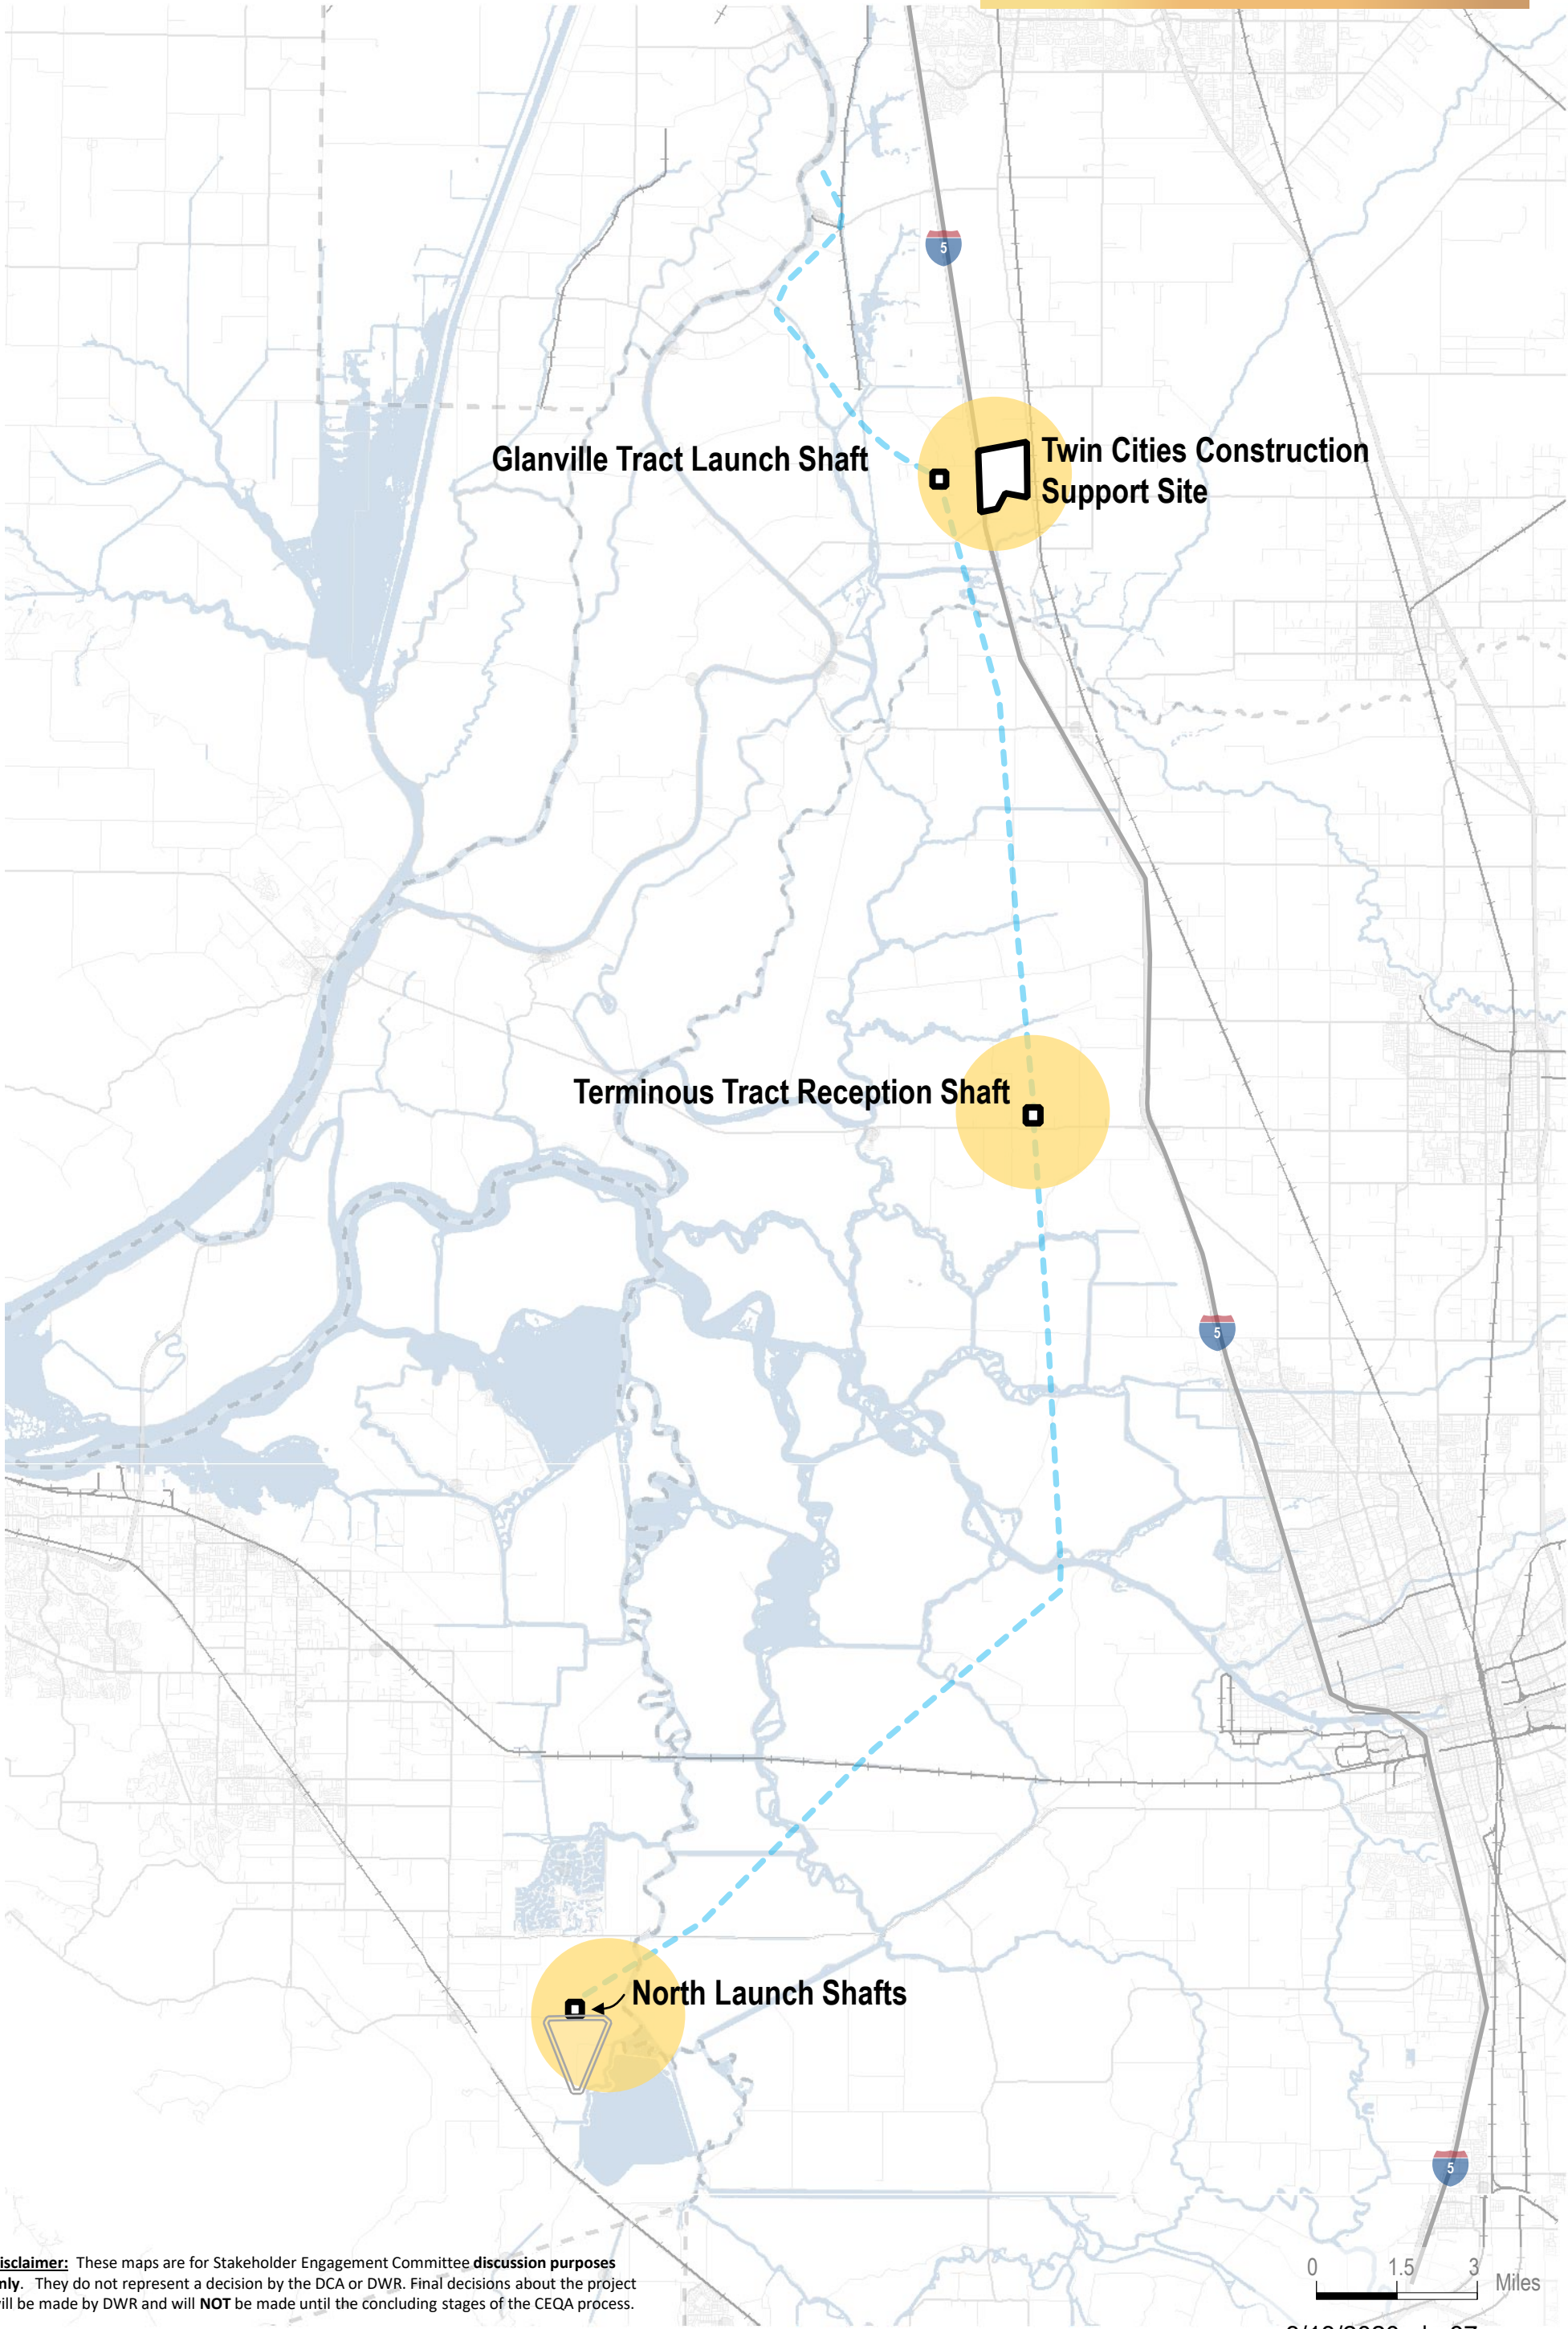 5
Glanville Tract Launch Shaft
Twin Cities Construction
Support Site
Terminous Tract Reception Shaft
5
North Launch Shafts
5
isclaimer: These maps are for Stakeholder Engagement Committee discussion purposes
nly. They do not represent a decision by the DCA or DWR. Final decisions about the project
ill be made by DWR and will NOT be made until the concluding stages of the CEQA process.
0 1.5 3
Miles